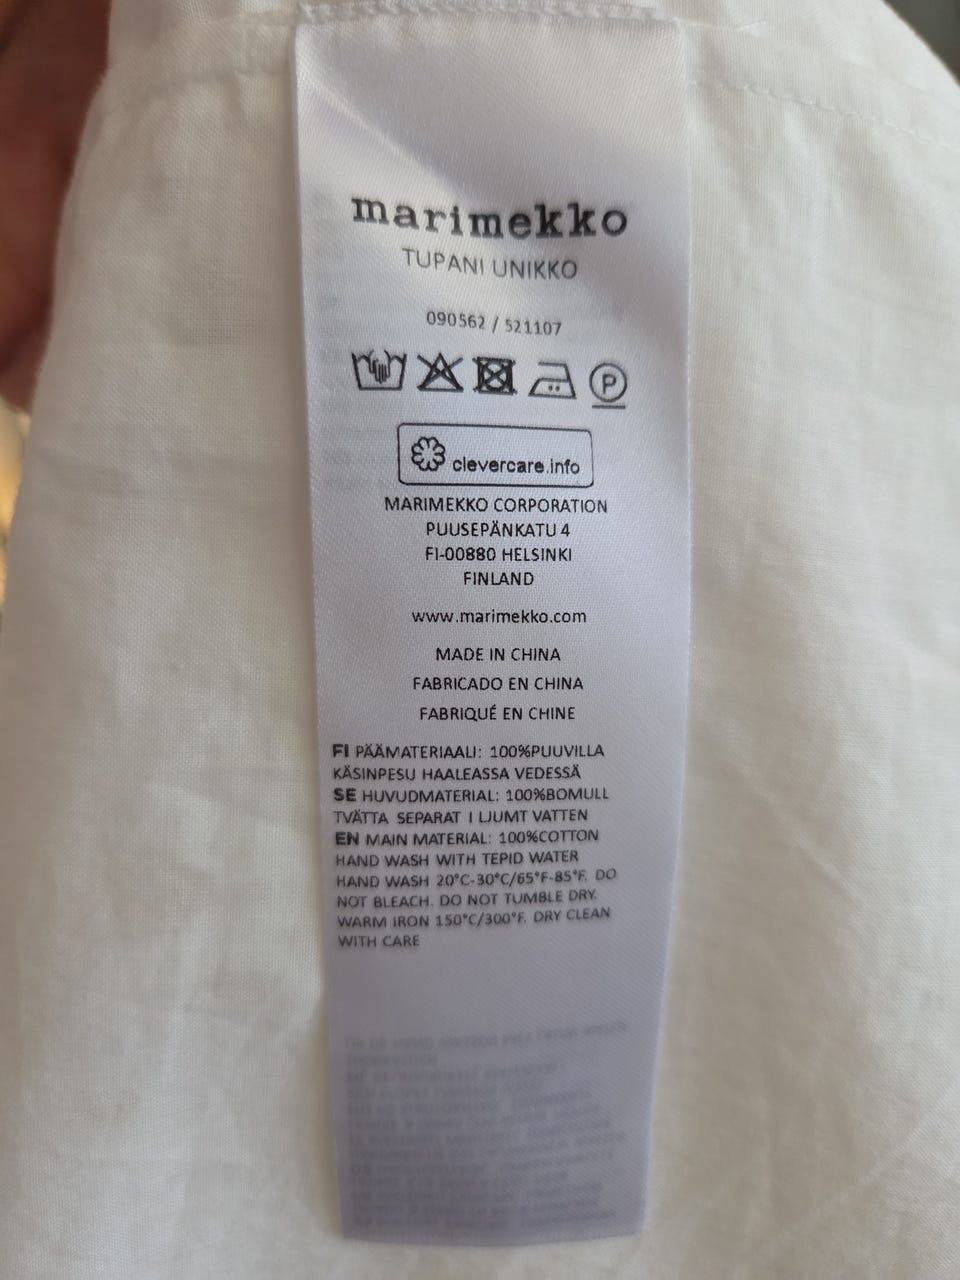 marimekko
TUPANI UNIKKO
090562 / 521107
P
clevercare.info
MARIMEKKO CORPORATION
PUUSEPÄNKATU 4
FI-00880 HELSINKI
FINLAND
www.marimekko.com
MADE IN CHINA
FABRICADO EN CHINA
FABRIQUÉ EN CHINE
FI PÄÄMATERIAALI: 100%PUUVILLA
KÄSINPESU HAALEASSA VEDESSÄ
SE HUVUDMATERIAL: 100%BOMULL
TVÄTTA SEPARAT I LJUMT VATTEN
EN MAIN MATERIAL: 100%COTTON
HAND WASH WITH TEPID WATER
HAND WASH 20°C-30°C/65°F-85°F. DO
NOT BLEACH. DO NOT TUMBLE DRY.
WARM IRON 150°C/300°F. DRY CLEAN
WITH CARE